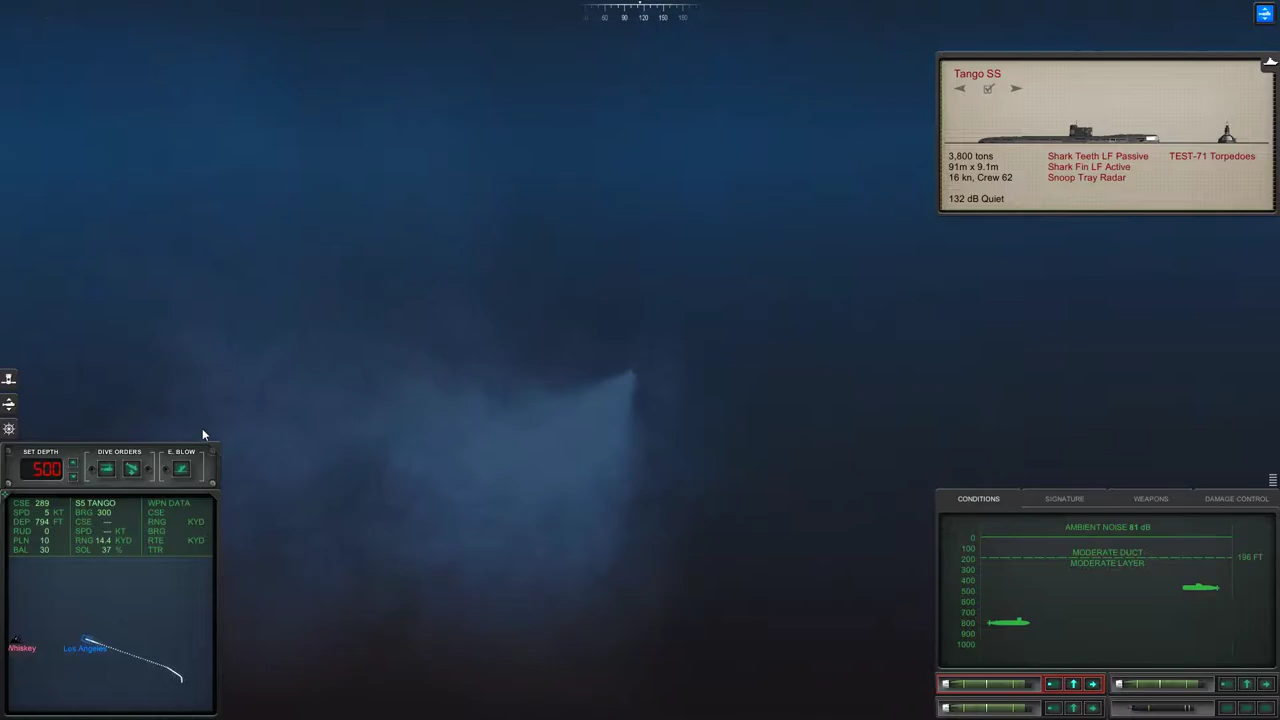 60 90 120 150 180
Tango SS
3,800 tons
91m x 9.1m
16 kn, Crew 62
132 dB Quiet
Shark Teeth LF Passive
Shark Fin LF Active
Snoop Tray Radar
TEST-71 Torpedoes
SET DEPTH
500
DIVE ORDERS
E. BLOW
CSE 289
SPD 5 KT
DEP 794 FT
RUD 0
PLN 10
BAL 30
S5 TANGO
BRG 300
CSE ---
SPD --- KT
RNG 14.4 KYD
SOL 37 %
WPN DATA
CSE
RNG KYD
BRG
RTE KYD
TTR
Whiskey
Los Angeles
CONDITIONS
SIGNATURE
WEAPONS
DAMAGE CONTROL
AMBIENT NOISE 81 dB
0
100
200
300
400
500
600
700
800
900
1000
MODERATE DUCT
MODERATE LAYER
196 FT